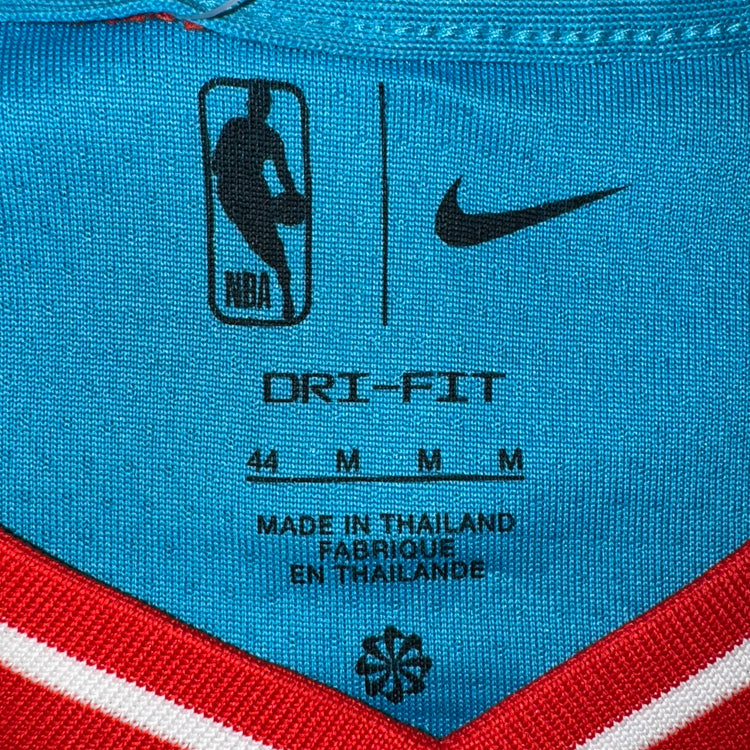 NBA
DRI-FIT
44 M M M
MADE IN THAILAND
FABRIQUE
EN THAILANDE